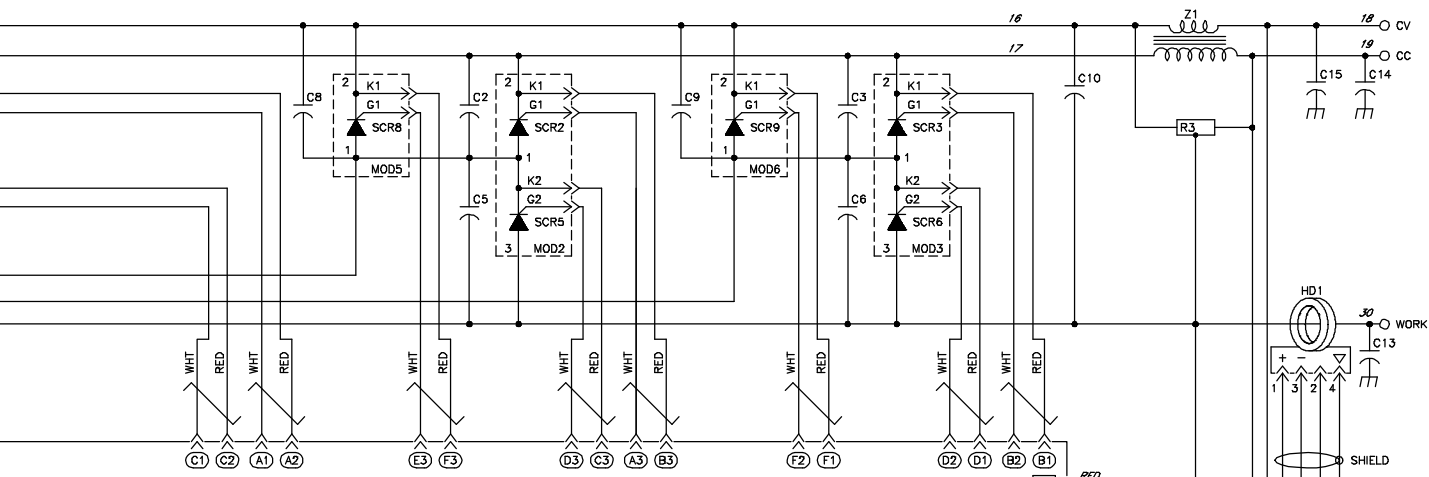 16
Z1
18 CV
17
19 CC
2 K1
G1
C8
SCR8
1
MOD5
C2
2 K1
G1
SCR2
1
K2
G2
C5
SCR5
3 MOD2
C9
2 K1
G1
SCR9
1
MOD6
C3
2 K1
G1
SCR3
1
K2
G2
C6
SCR6
3 MOD3
C10
C15
C14
R3
HD1
30 WORK
C13
+ −
1 3 2 4
SHIELD
WHT RED WHT RED WHT RED WHT RED WHT RED WHT RED WHT RED WHT RED
C1 C2 A1 A2 E3 F3 D3 C3 A3 B3 F2 F1 D2 D1 B2 B1
RED